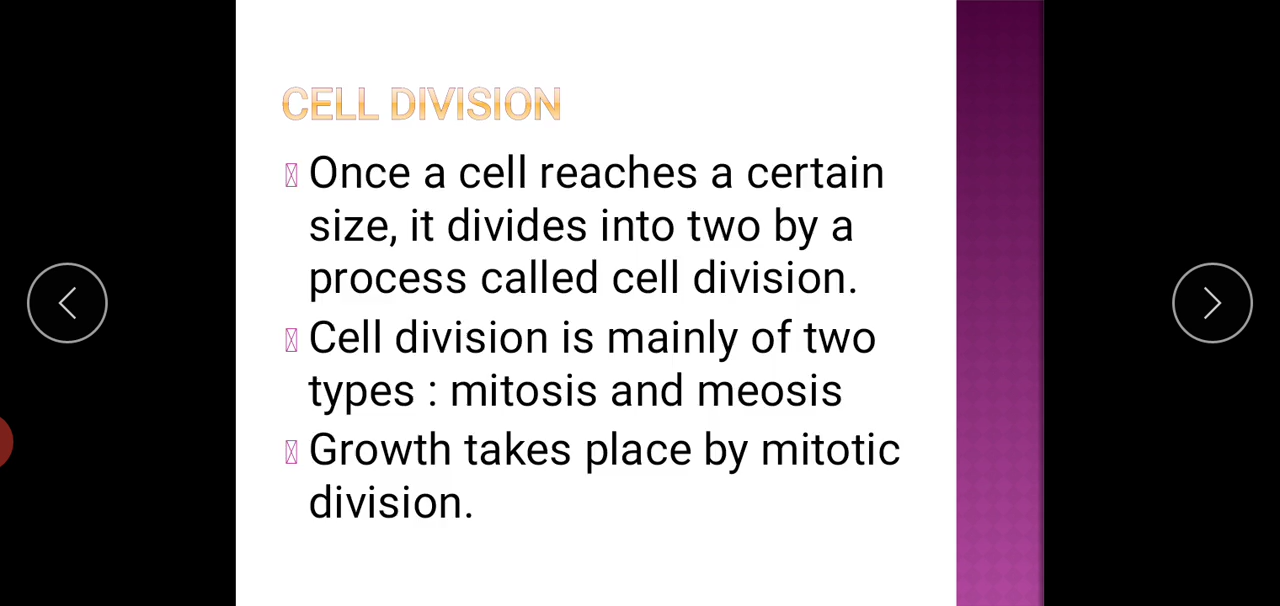 CELL DIVISION
Once a cell reaches a certain
size, it divides into two by a
process called cell division.
Cell division is mainly of two
types : mitosis and meosis
Growth takes place by mitotic
division.